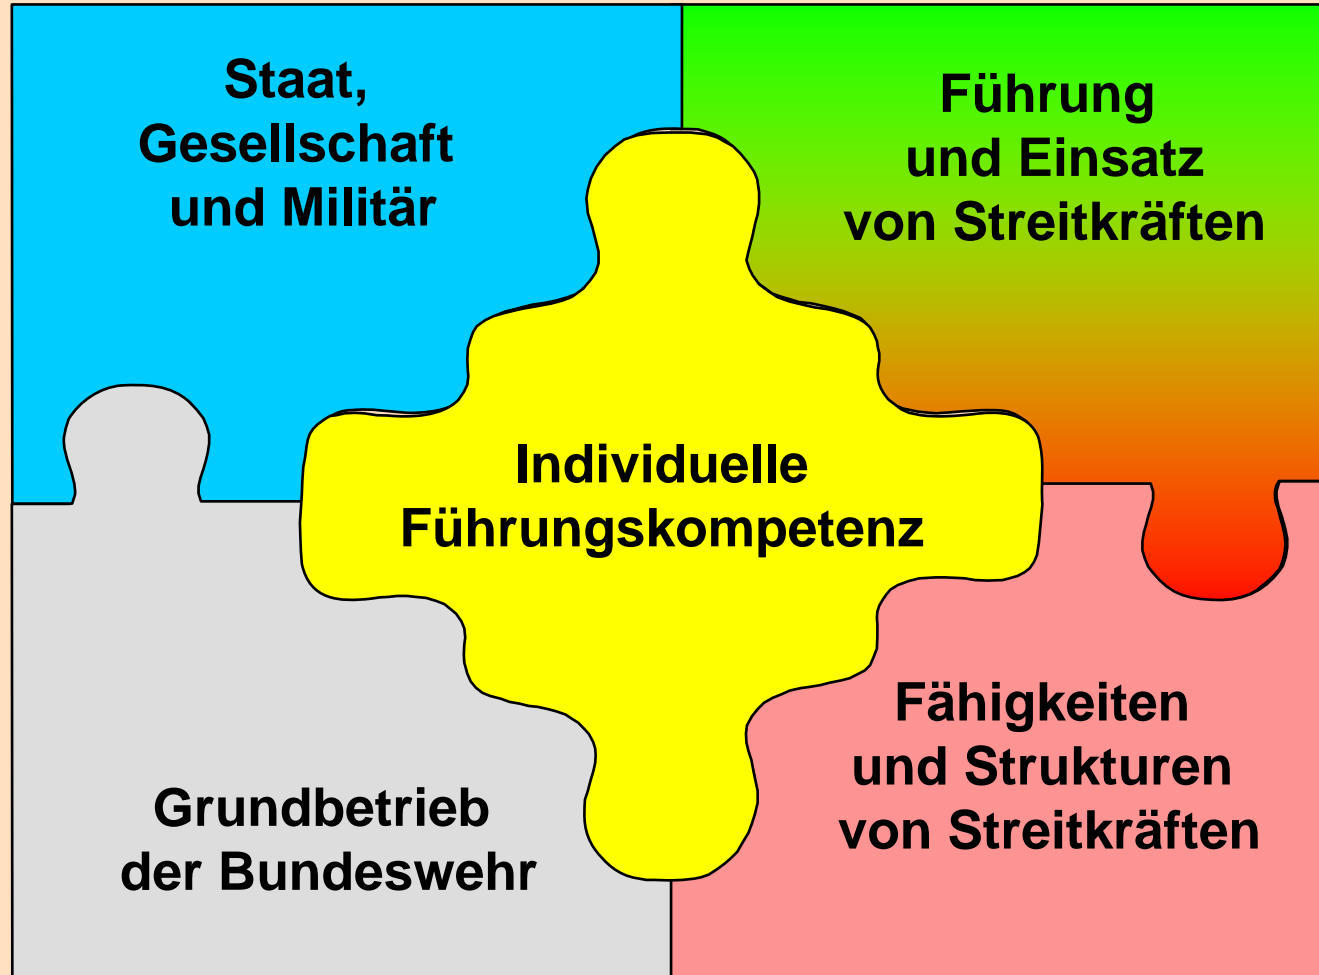 Staat,
Gesellschaft
und Militär
Führung
und Einsatz
von Streitkräften
Individuelle
Führungskompetenz
Grundbetrieb
der Bundeswehr
Fähigkeiten
und Strukturen
von Streitkräften